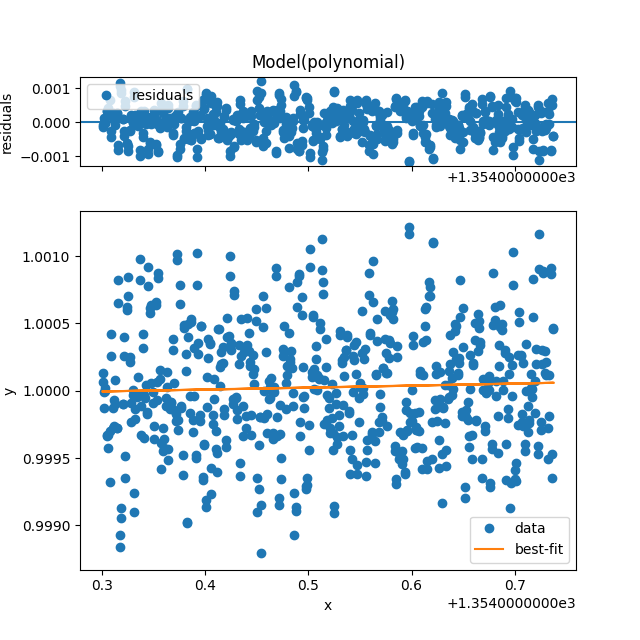 Model(polynomial)
residuals
0.001
0.000
−0.001
residuals
+1.3540000000e3
y
1.0010
1.0005
1.0000
0.9995
0.9990
data
best-fit
0.3 0.4 0.5 0.6 0.7
x
+1.3540000000e3